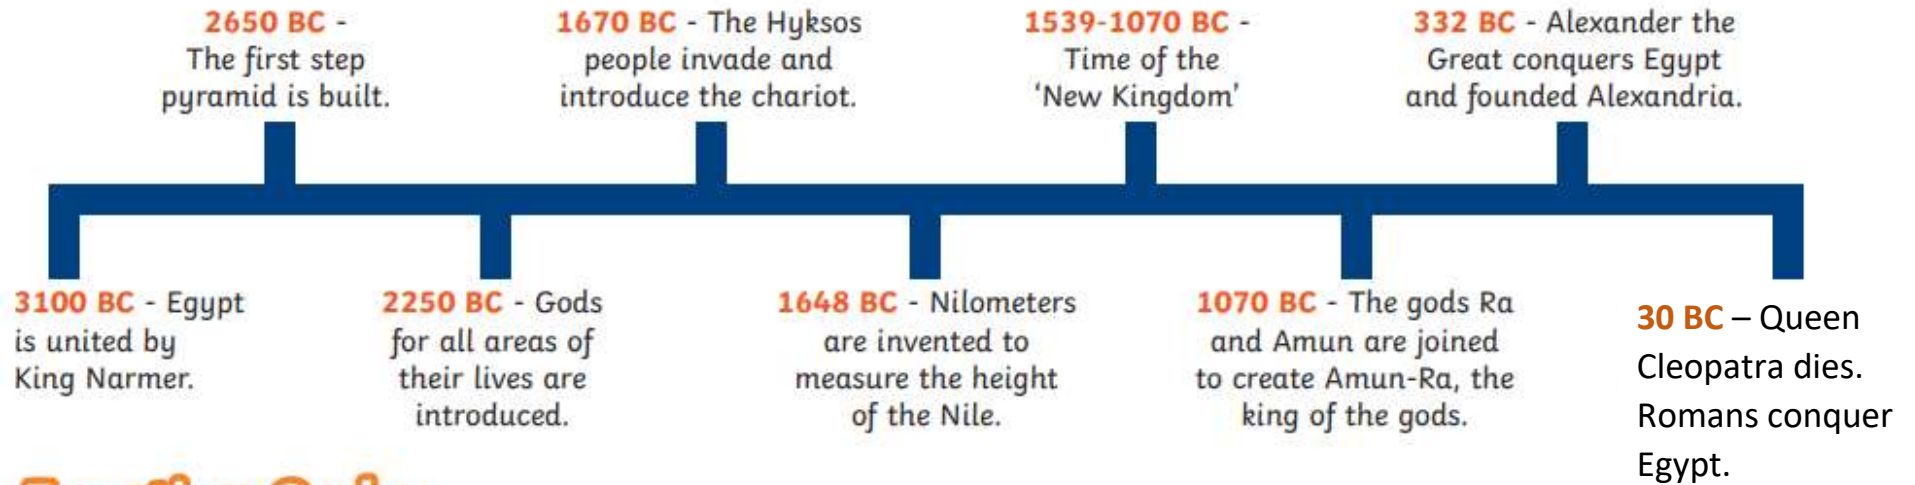 2650 BC -
The first step
pyramid is built.
1670 BC - The Hyksos
people invade and
introduce the chariot.
1539-1070 BC -
Time of the
‘New Kingdom’
332 BC - Alexander the
Great conquers Egypt
and founded Alexandria.
3100 BC - Egypt
is united by
King Narmer.
2250 BC - Gods
for all areas of
their lives are
introduced.
1648 BC - Nilometers
are invented to
measure the height
of the Nile.
1070 BC - The gods Ra
and Amun are joined
to create Amun-Ra, the
king of the gods.
30 BC – Queen
Cleopatra dies.
Romans conquer
Egypt.